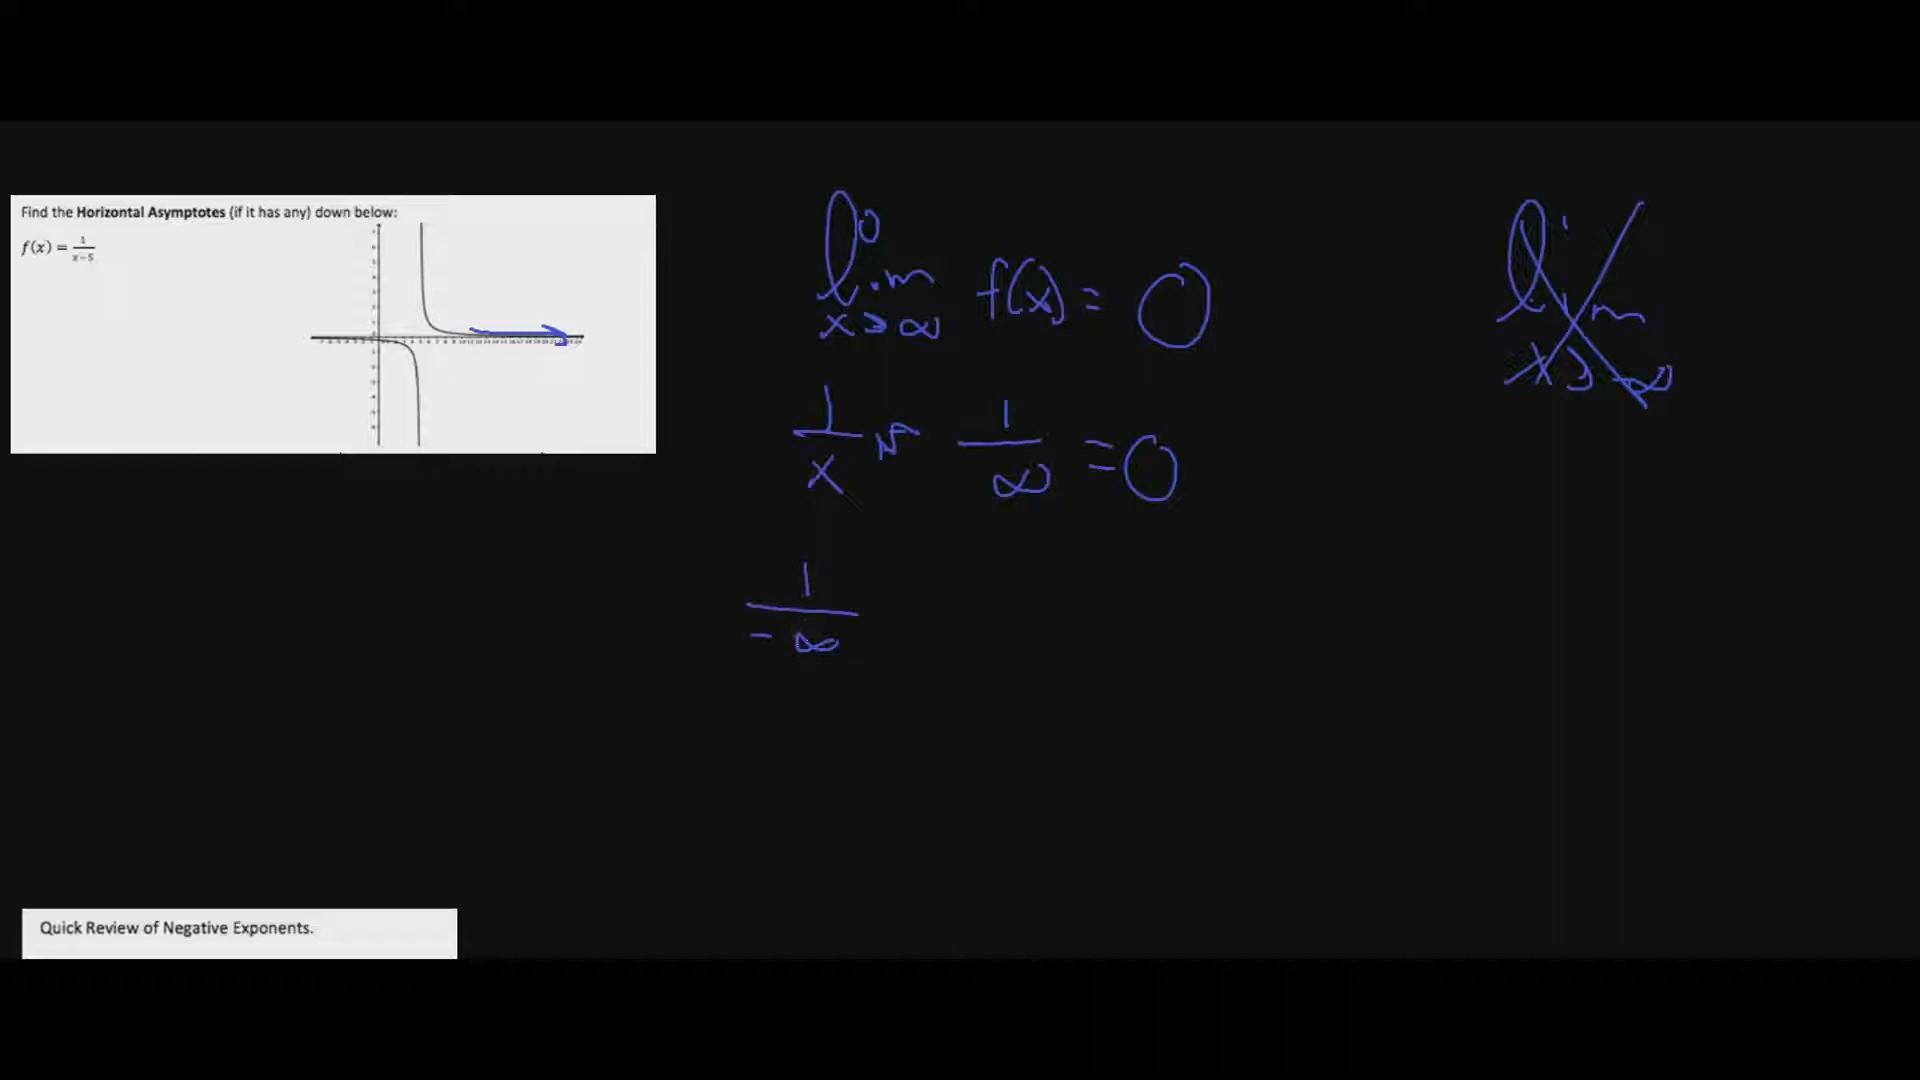 Find the Horizontal Asymptotes (if it has any) down below:
f(x) = 1/(x-5)
lim x→∞ f(x) = 0
1/x → 1/∞ = 0
1/-∞
lim x→-∞
Quick Review of Negative Exponents.